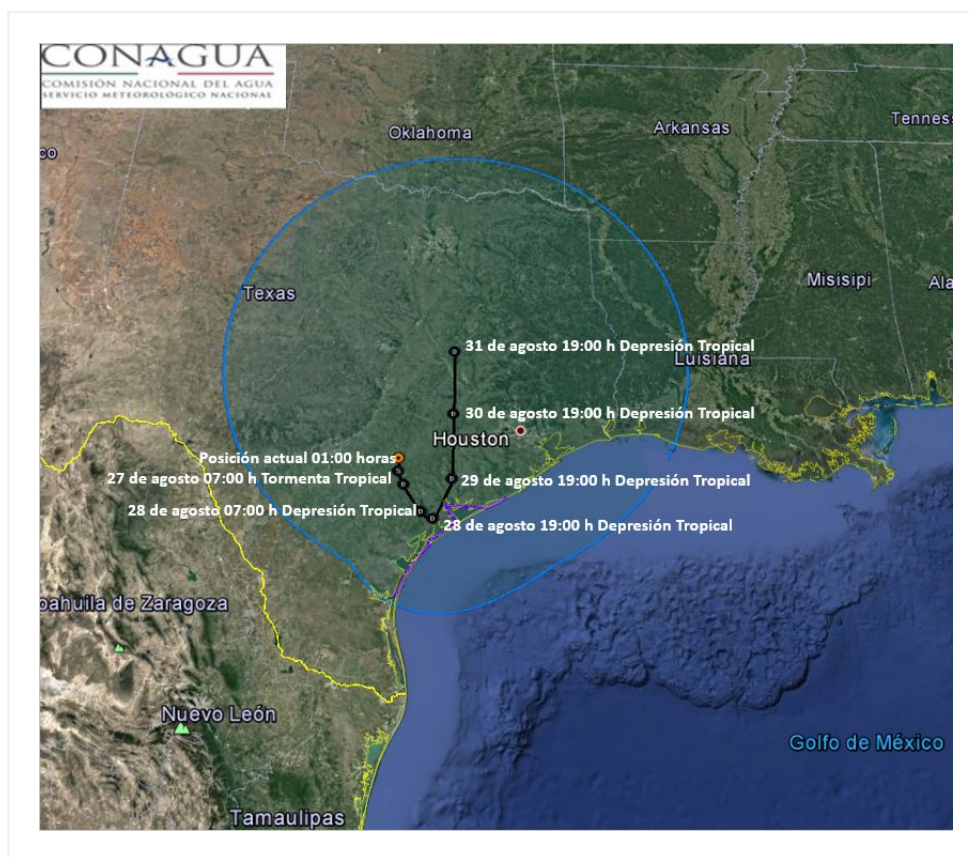 CONAGUA
COMISIÓN NACIONAL DEL AGUA
SERVICIO METEOROLÓGICO NACIONAL
Oklahoma
Arkansas
Tenness
co
Texas
Misisipi
Ala
31 de agosto 19:00 h Depresión Tropical
Luisiana
30 de agosto 19:00 h Depresión Tropical
Houston
Posición actual 01:00 horas
27 de agosto 07:00 h Tormenta Tropical
29 de agosto 19:00 h Depresión Tropical
28 de agosto 07:00 h Depresión Tropical
28 de agosto 19:00 h Depresión Tropical
oahuila de Zaragoza
Nuevo León
Golfo de México
Tamaulipas